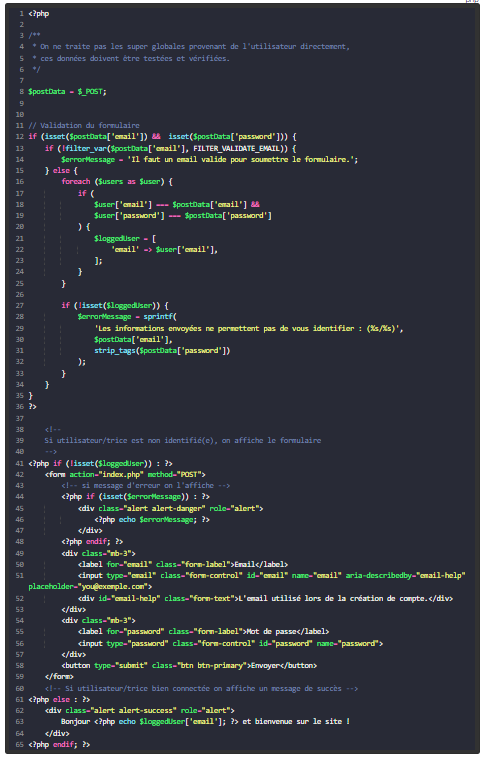 1 <?php
2
3 /**
4  * On ne traite pas les super globales provenant de l'utilisateur directement,
5  * ces données doivent être testées et vérifiées.
6  */
7
8 $postData = $_POST;
9
10
11 // Validation du formulaire
12 if (isset($postData['email']) &&  isset($postData['password'])) {
13     if (!filter_var($postData['email'], FILTER_VALIDATE_EMAIL)) {
14         $errorMessage = 'Il faut un email valide pour soumettre le formulaire.';
15     } else {
16         foreach ($users as $user) {
17             if (
18                 $user['email'] === $postData['email'] &&
19                 $user['password'] === $postData['password']
20             ) {
21                 $loggedUser = [
22                     'email' => $user['email'],
23                 ];
24             }
25         }
26
27         if (!isset($loggedUser)) {
28             $errorMessage = sprintf(
29                 'Les informations envoyées ne permettent pas de vous identifier : (%s/%s)',
30                 $postData['email'],
31                 strip_tags($postData['password'])
32             );
33         }
34     }
35 }
36 ?>
37
38     <!--
39     Si utilisateur/trice est non identifié(e), on affiche le formulaire
40     -->
41 <?php if (!isset($loggedUser)) : ?>
42     <form action="index.php" method="POST">
43         <!-- si message d'erreur on l'affiche -->
44         <?php if (isset($errorMessage)) : ?>
45             <div class="alert alert-danger" role="alert">
46                 <?php echo $errorMessage; ?>
47             </div>
48         <?php endif; ?>
49         <div class="mb-3">
50             <label for="email" class="form-label">Email</label>
51             <input type="email" class="form-control" id="email" name="email" aria-describedby="email-help"
placeholder="you@exemple.com">
52             <div id="email-help" class="form-text">L'email utilisé lors de la création de compte.</div>
53         </div>
54         <div class="mb-3">
55             <label for="password" class="form-label">Mot de passe</label>
56             <input type="password" class="form-control" id="password" name="password">
57         </div>
58         <button type="submit" class="btn btn-primary">Envoyer</button>
59     </form>
60     <!-- Si utilisateur/trice bien connectée on affiche un message de succès -->
61 <?php else : ?>
62     <div class="alert alert-success" role="alert">
63         Bonjour <?php echo $loggedUser['email']; ?> et bienvenue sur le site !
64     </div>
65 <?php endif; ?>